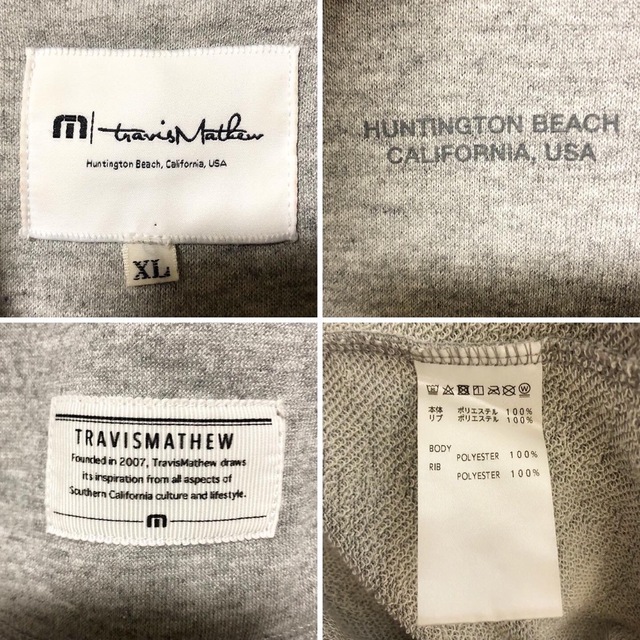 travisMathew
Huntington Beach, California, USA
XL
HUNTINGTON BEACH
CALIFORNIA, USA
TRAVISMATHEW
Founded in 2007, TravisMathew draws
its inspiration from all aspects of
Southern California culture and lifestyle.
本体 ポリエステル 100%
リブ ポリエステル 100%
BODY POLYESTER 100%
RIB POLYESTER 100%